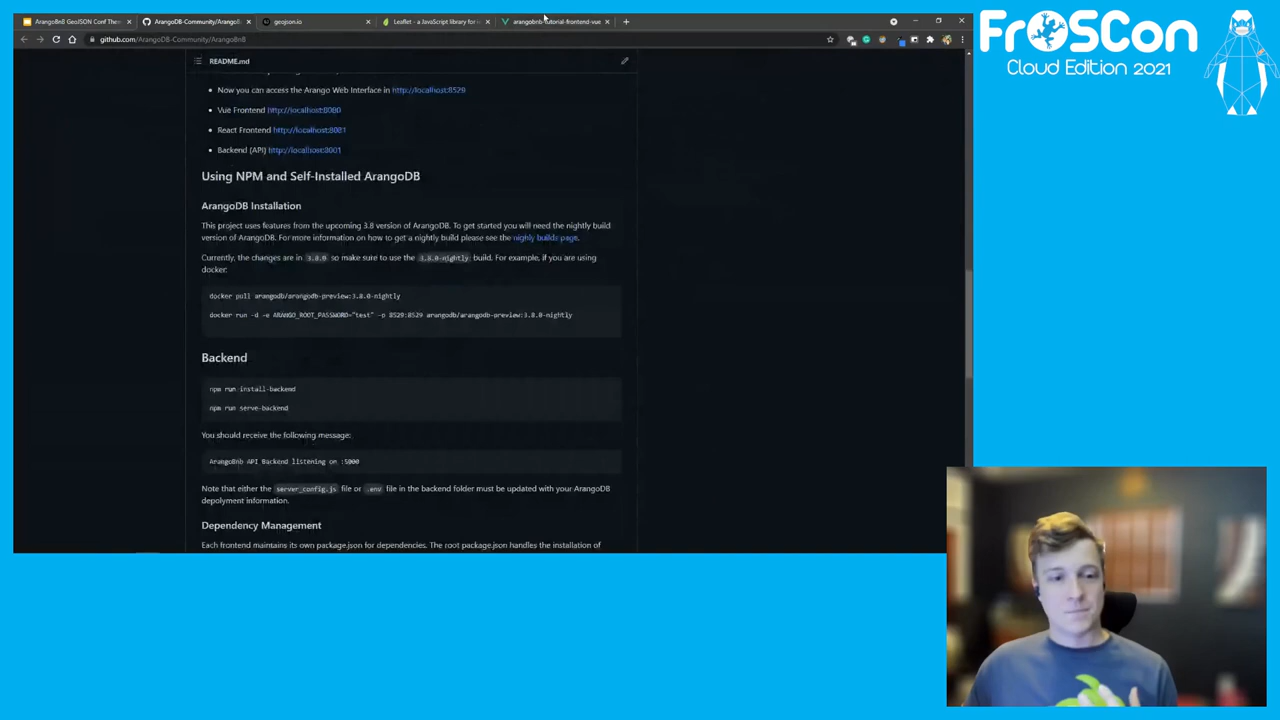 ArangoBnB GeoJSON Conf Them
ArangoDB-Community/ArangoBn
geojson.io
Leaflet - a JavaScript library for i
arangobnb-tutorial-frontend-vue
github.com/ArangoDB-Community/ArangoBnB
FrOSCon
Cloud Edition 2021
README.md
Now you can access the Arango Web Interface in http://localhost:8529
Vue Frontend http://localhost:8080
React Frontend http://localhost:8081
Backend (API) http://localhost:8001
Using NPM and Self-Installed ArangoDB
ArangoDB Installation
This project uses features from the upcoming 3.8 version of ArangoDB. To get started you will need the nightly build
version of ArangoDB. For more information on how to get a nightly build please see the nighly builds page.
Currently, the changes are in 3.8.0 so make sure to use the 3.8.0-nightly build. For example, if you are using
docker:
docker pull arangodb/arangodb-preview:3.8.0-nightly
docker run -d -e ARANGO_ROOT_PASSWORD="test" -p 8529:8529 arangodb/arangodb-preview:3.8.0-nightly
Backend
npm run install-backend
npm run serve-backend
You should receive the following message:
ArangoBnb API Backend listening on :5000
Note that either the server_config.js file or .env file in the backend folder must be updated with your ArangoDB
depolyment information.
Dependency Management
Each frontend maintains its own package.json for dependencies. The root package.json handles the installation of